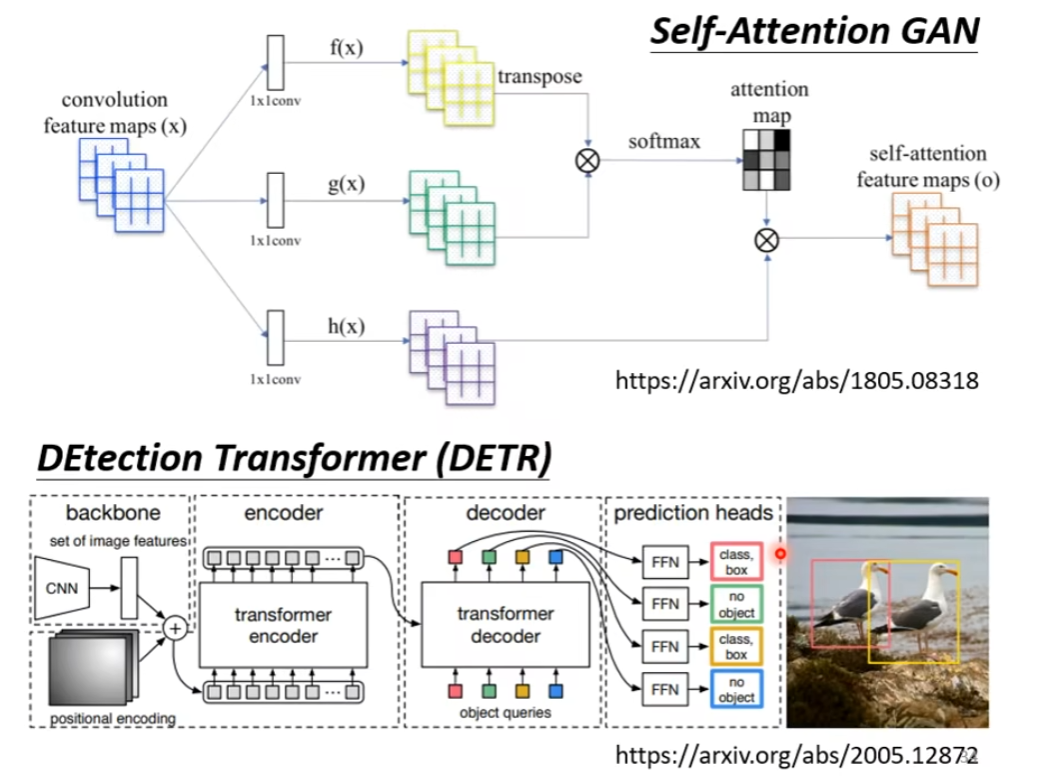 Self-Attention GAN
f(x)
transpose
1x1conv
convolution
feature maps (x)
attention
map
softmax
self-attention
feature maps (o)
g(x)
1x1conv
h(x)
1x1conv
https://arxiv.org/abs/1805.08318
DEtection Transformer (DETR)
backbone
set of image features
CNN
+
positional encoding
encoder
transformer
encoder
decoder
transformer
decoder
object queries
prediction heads
FFN
class,
box
FFN
no
object
FFN
class,
box
FFN
no
object
https://arxiv.org/abs/2005.12872